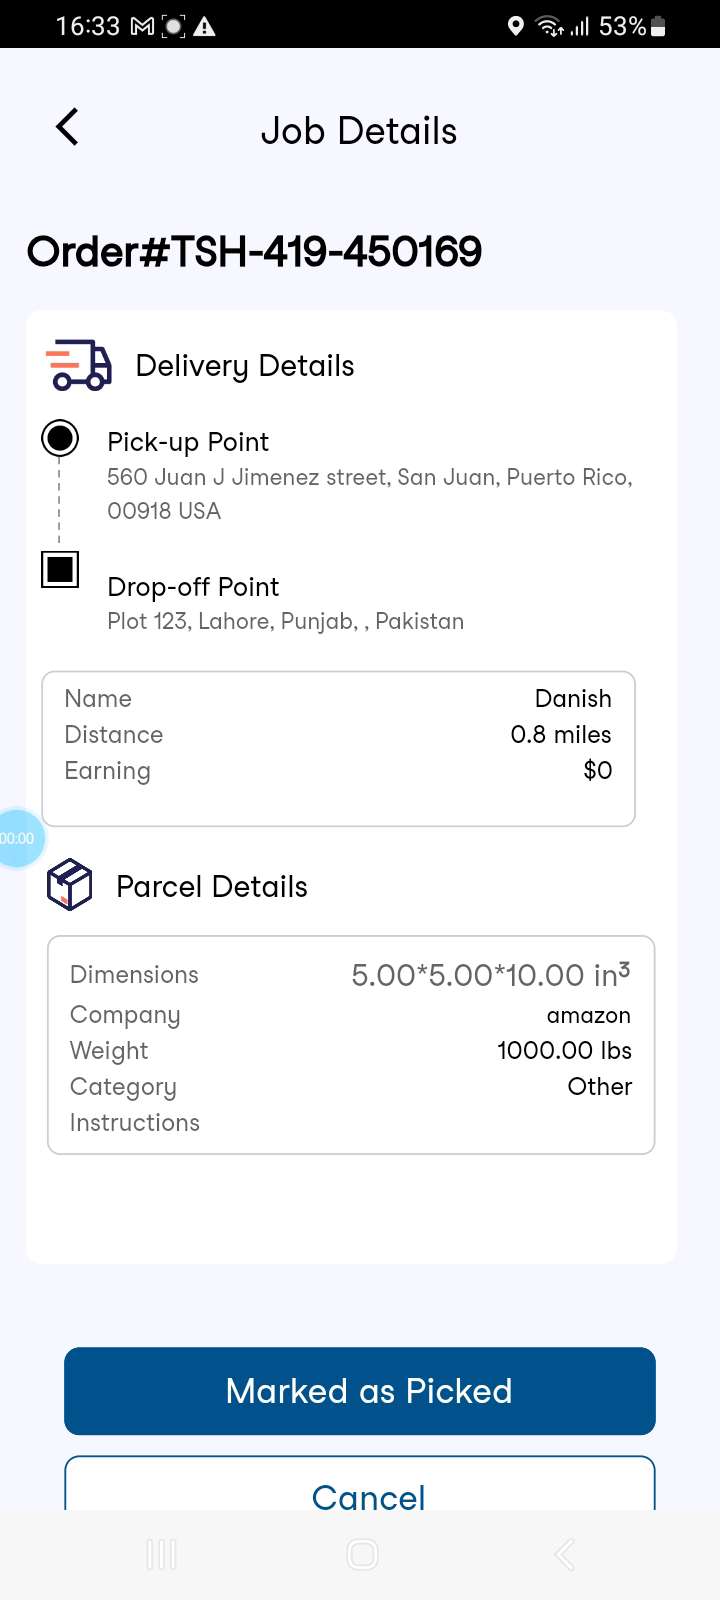 16:33 53%
Job Details
Order#TSH-419-450169
Delivery Details
Pick-up Point
560 Juan J Jimenez street, San Juan, Puerto Rico,
00918 USA
Drop-off Point
Plot 123, Lahore, Punjab, , Pakistan
Name Danish
Distance 0.8 miles
Earning $0
00:00
Parcel Details
Dimensions 5.00*5.00*10.00 in³
Company amazon
Weight 1000.00 lbs
Category Other
Instructions
Marked as Picked
Cancel